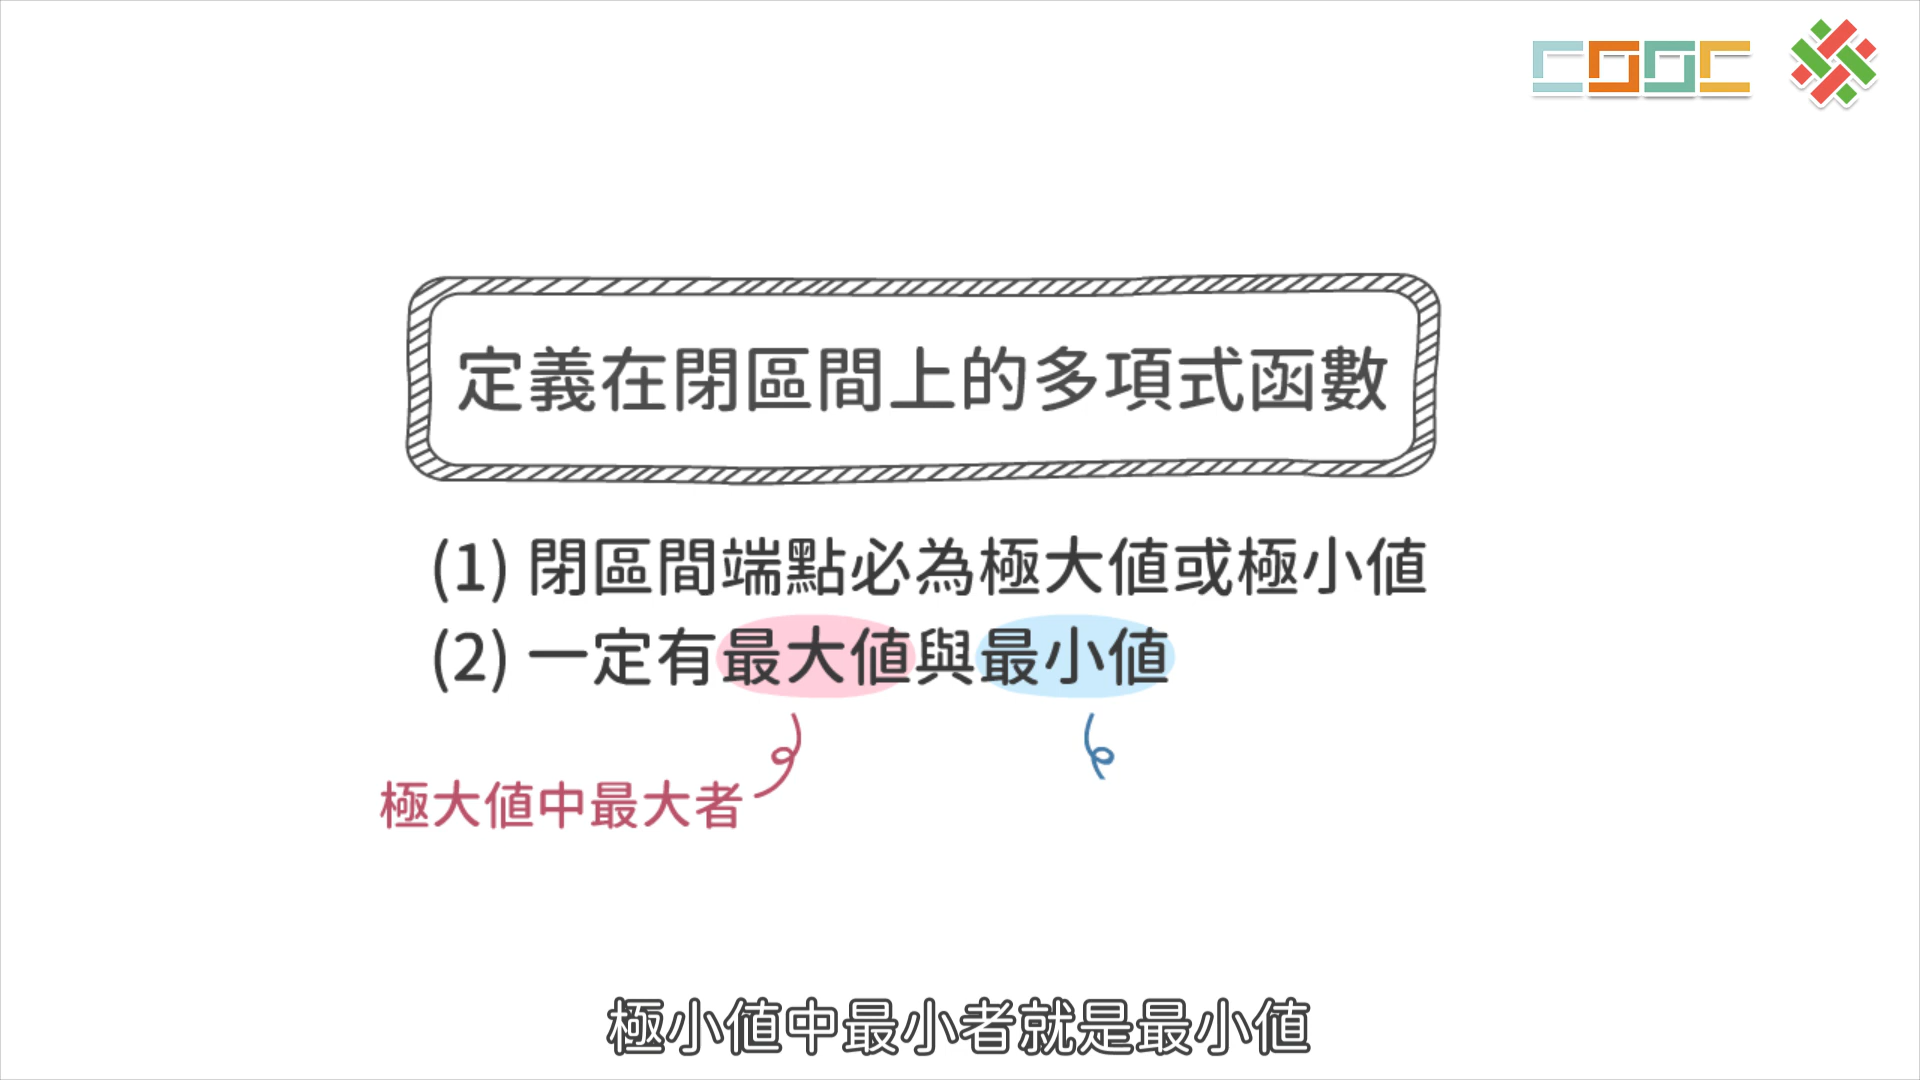 COOC
定義在閉區間上的多項式函數
(1) 閉區間端點必為極大值或極小值
(2) 一定有最大值與最小值
極大值中最大者
極小值中最小者就是最小值